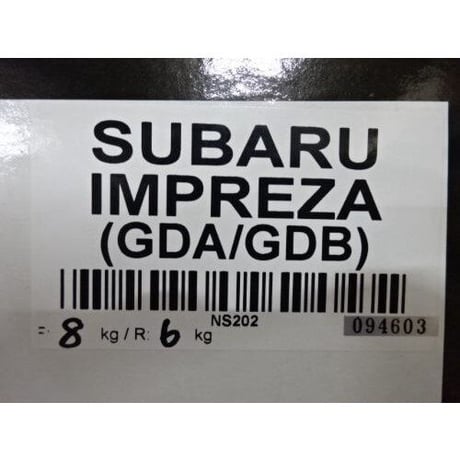 SUBARU
IMPREZA
(GDA/GDB)
NS202
8 kg / R: 6 kg
094603